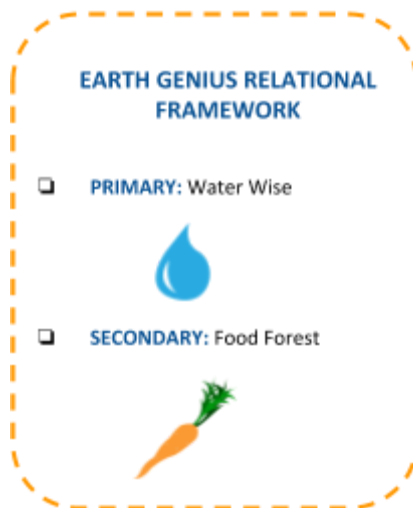 EARTH GENIUS RELATIONAL
FRAMEWORK
PRIMARY: Water Wise
SECONDARY: Food Forest